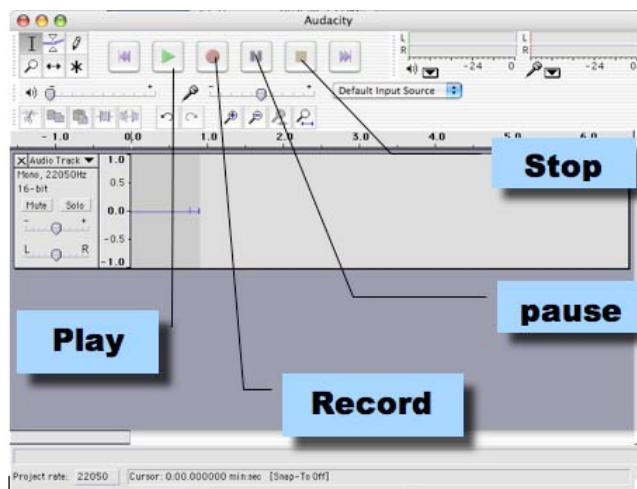 Audacity
L
R
-24 0
L
R
-24 0
- +
- +
Default Input Source
- 1.0 0.0 1.0 2.0 3.0 4.0 5.0 6.0
X Audio Track
Mono, 22050Hz
16-bit
Mute Solo
- +
L R
1.0
0.5
0.0
-0.5
-1.0
Stop
pause
Play
Record
Project rate: 22050 Cursor: 0:00.000000 min:sec [Snap-To Off]